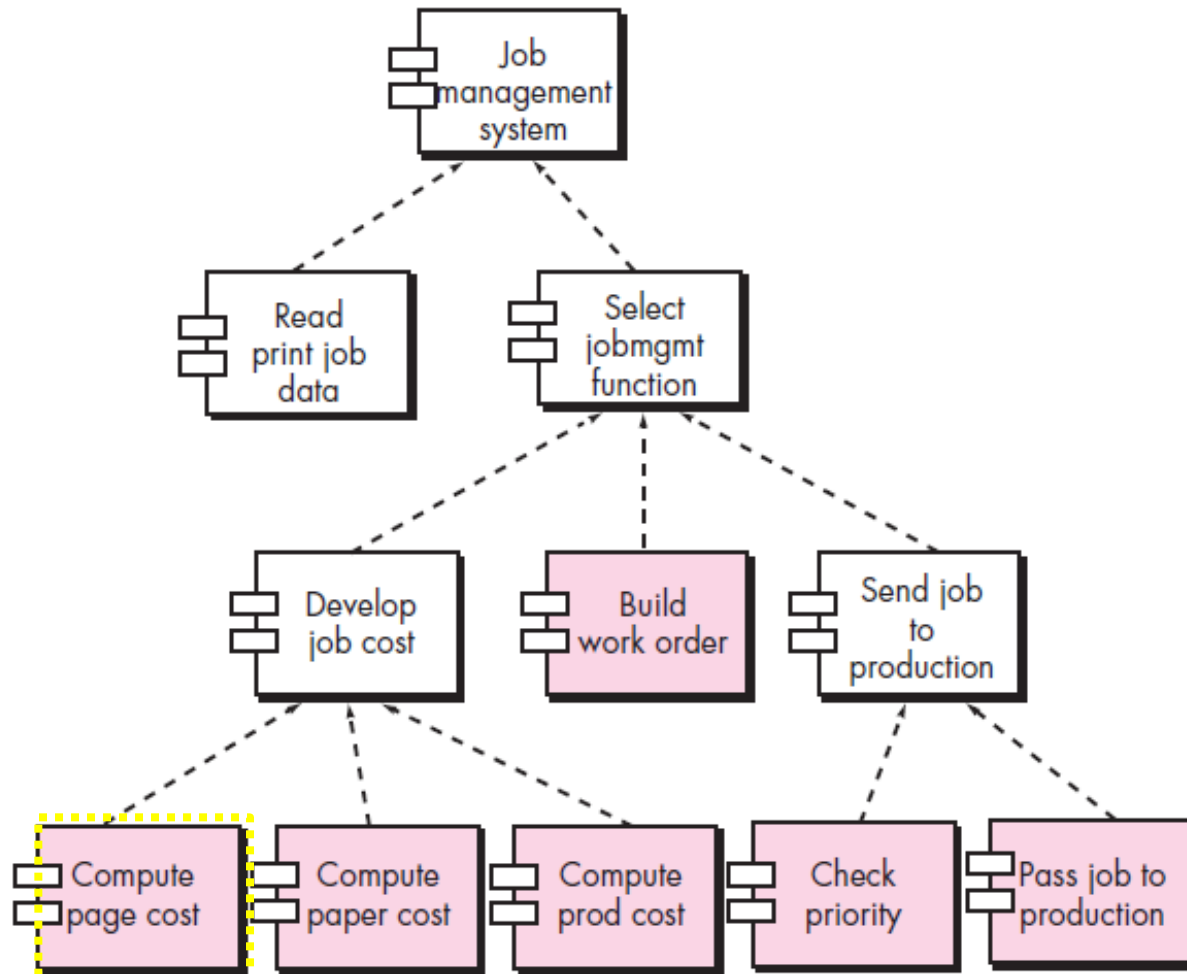 Job
management
system
Read
print job
data
Select
jobmgmt
function
Develop
job cost
Build
work order
Send job
to
production
Compute
page cost
Compute
paper cost
Compute
prod cost
Check
priority
Pass job to
production